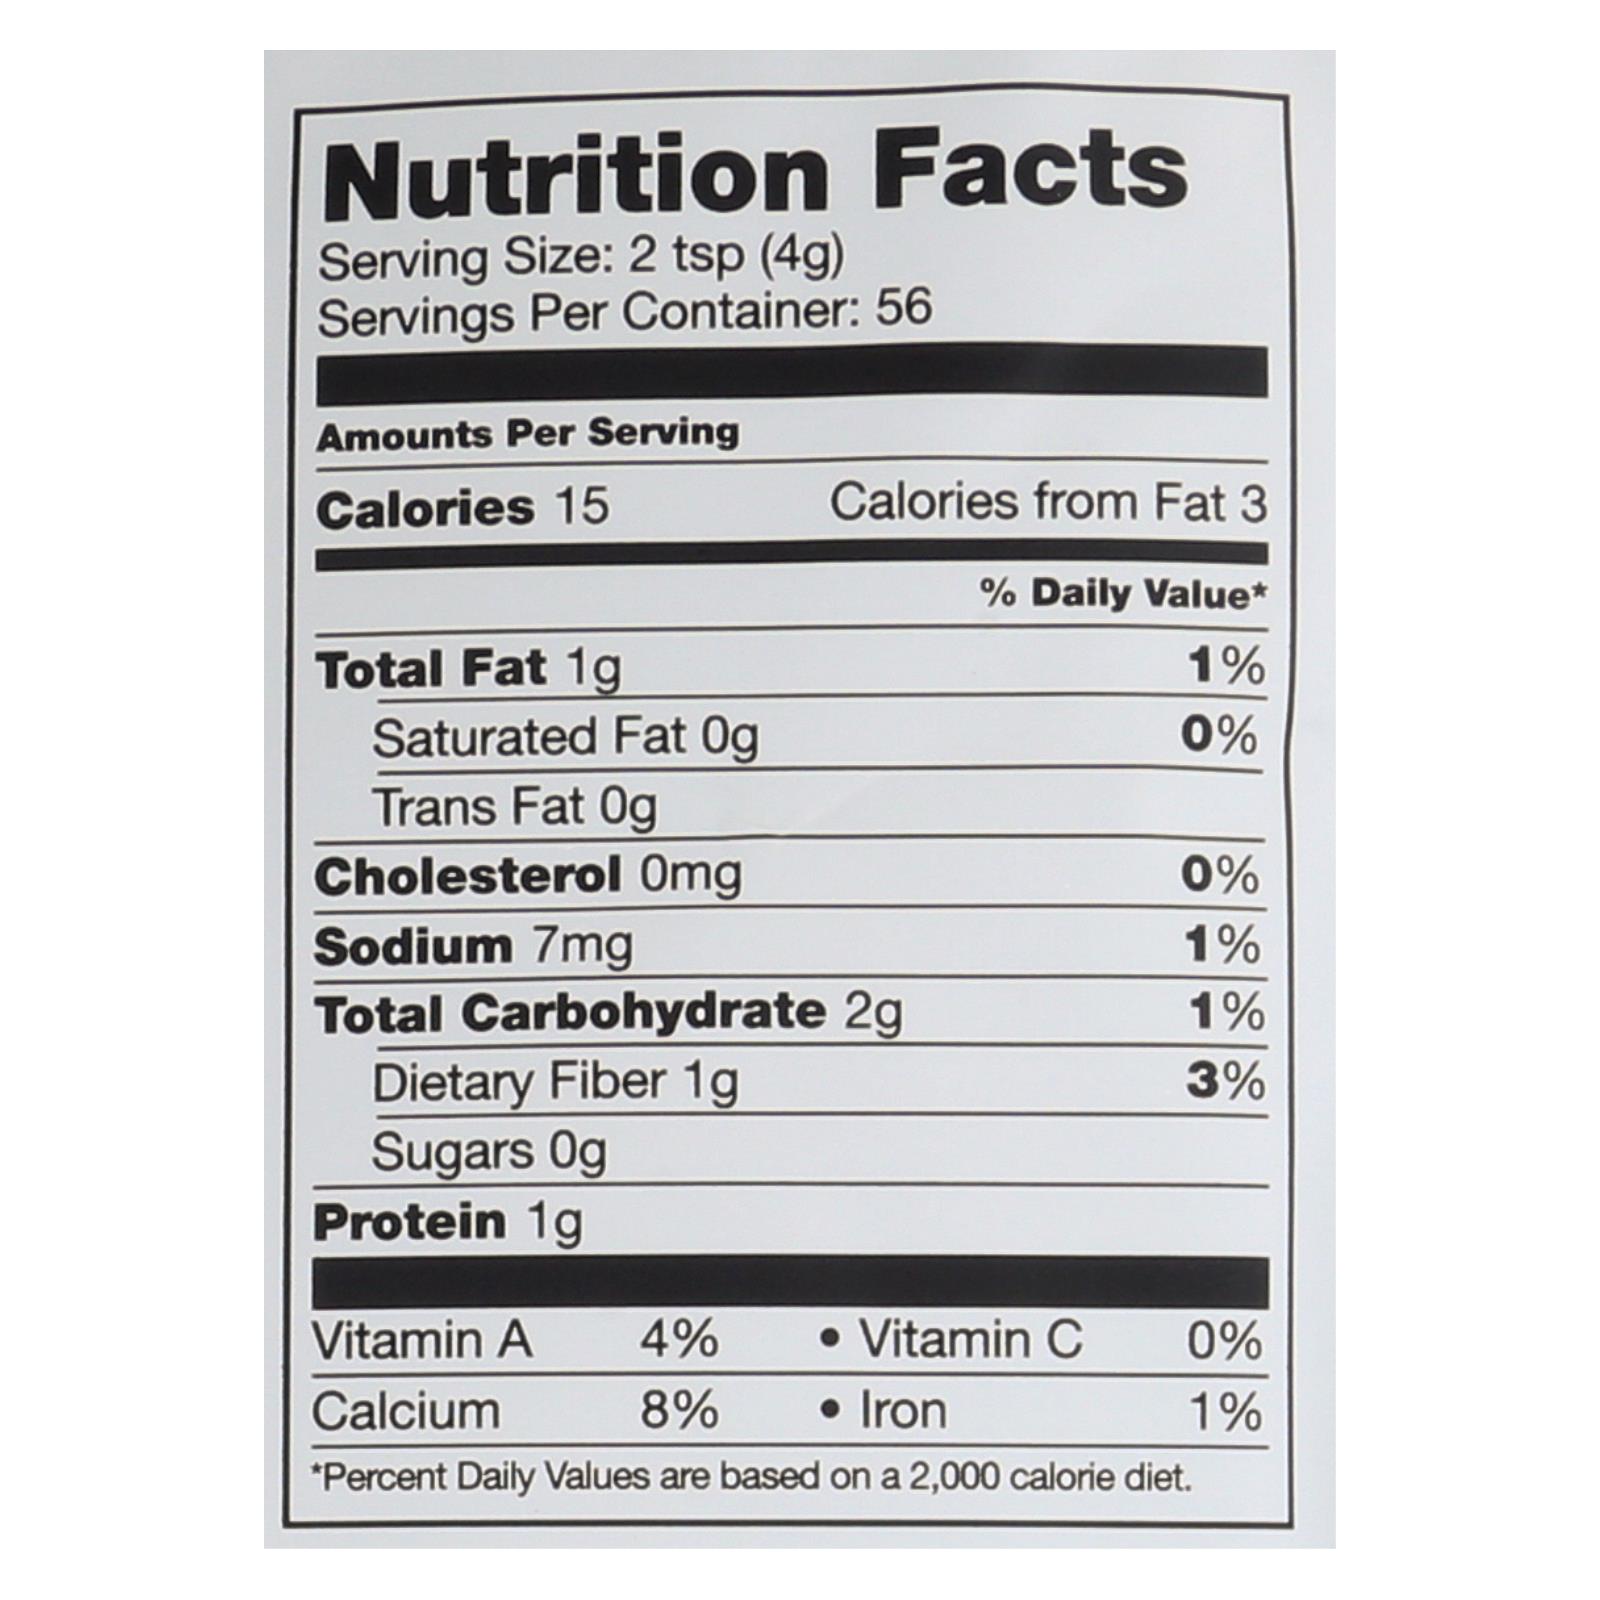 Nutrition Facts
Serving Size: 2 tsp (4g)
Servings Per Container: 56
Amounts Per Serving
Calories 15 Calories from Fat 3
% Daily Value*
Total Fat 1g 1%
Saturated Fat 0g 0%
Trans Fat 0g
Cholesterol 0mg 0%
Sodium 7mg 1%
Total Carbohydrate 2g 1%
Dietary Fiber 1g 3%
Sugars 0g
Protein 1g
Vitamin A 4% • Vitamin C 0%
Calcium 8% • Iron 1%
*Percent Daily Values are based on a 2,000 calorie diet.